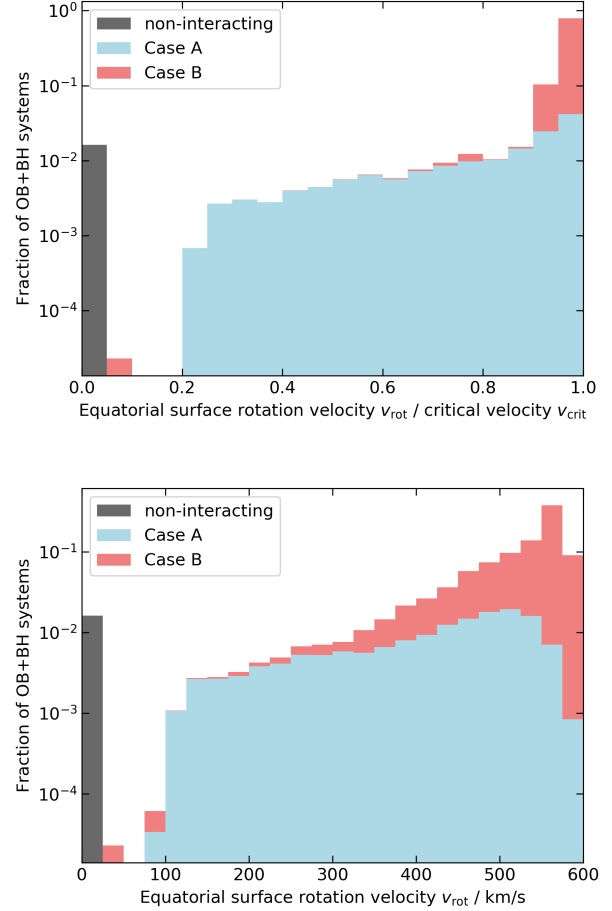 10⁰
10⁻¹
10⁻²
10⁻³
10⁻⁴
Fraction of OB+BH systems
non-interacting
Case A
Case B
0.0 0.2 0.4 0.6 0.8 1.0
Equatorial surface rotation velocity v_rot / critical velocity v_crit
10⁻¹
10⁻²
10⁻³
10⁻⁴
Fraction of OB+BH systems
non-interacting
Case A
Case B
0 100 200 300 400 500 600
Equatorial surface rotation velocity v_rot / km/s